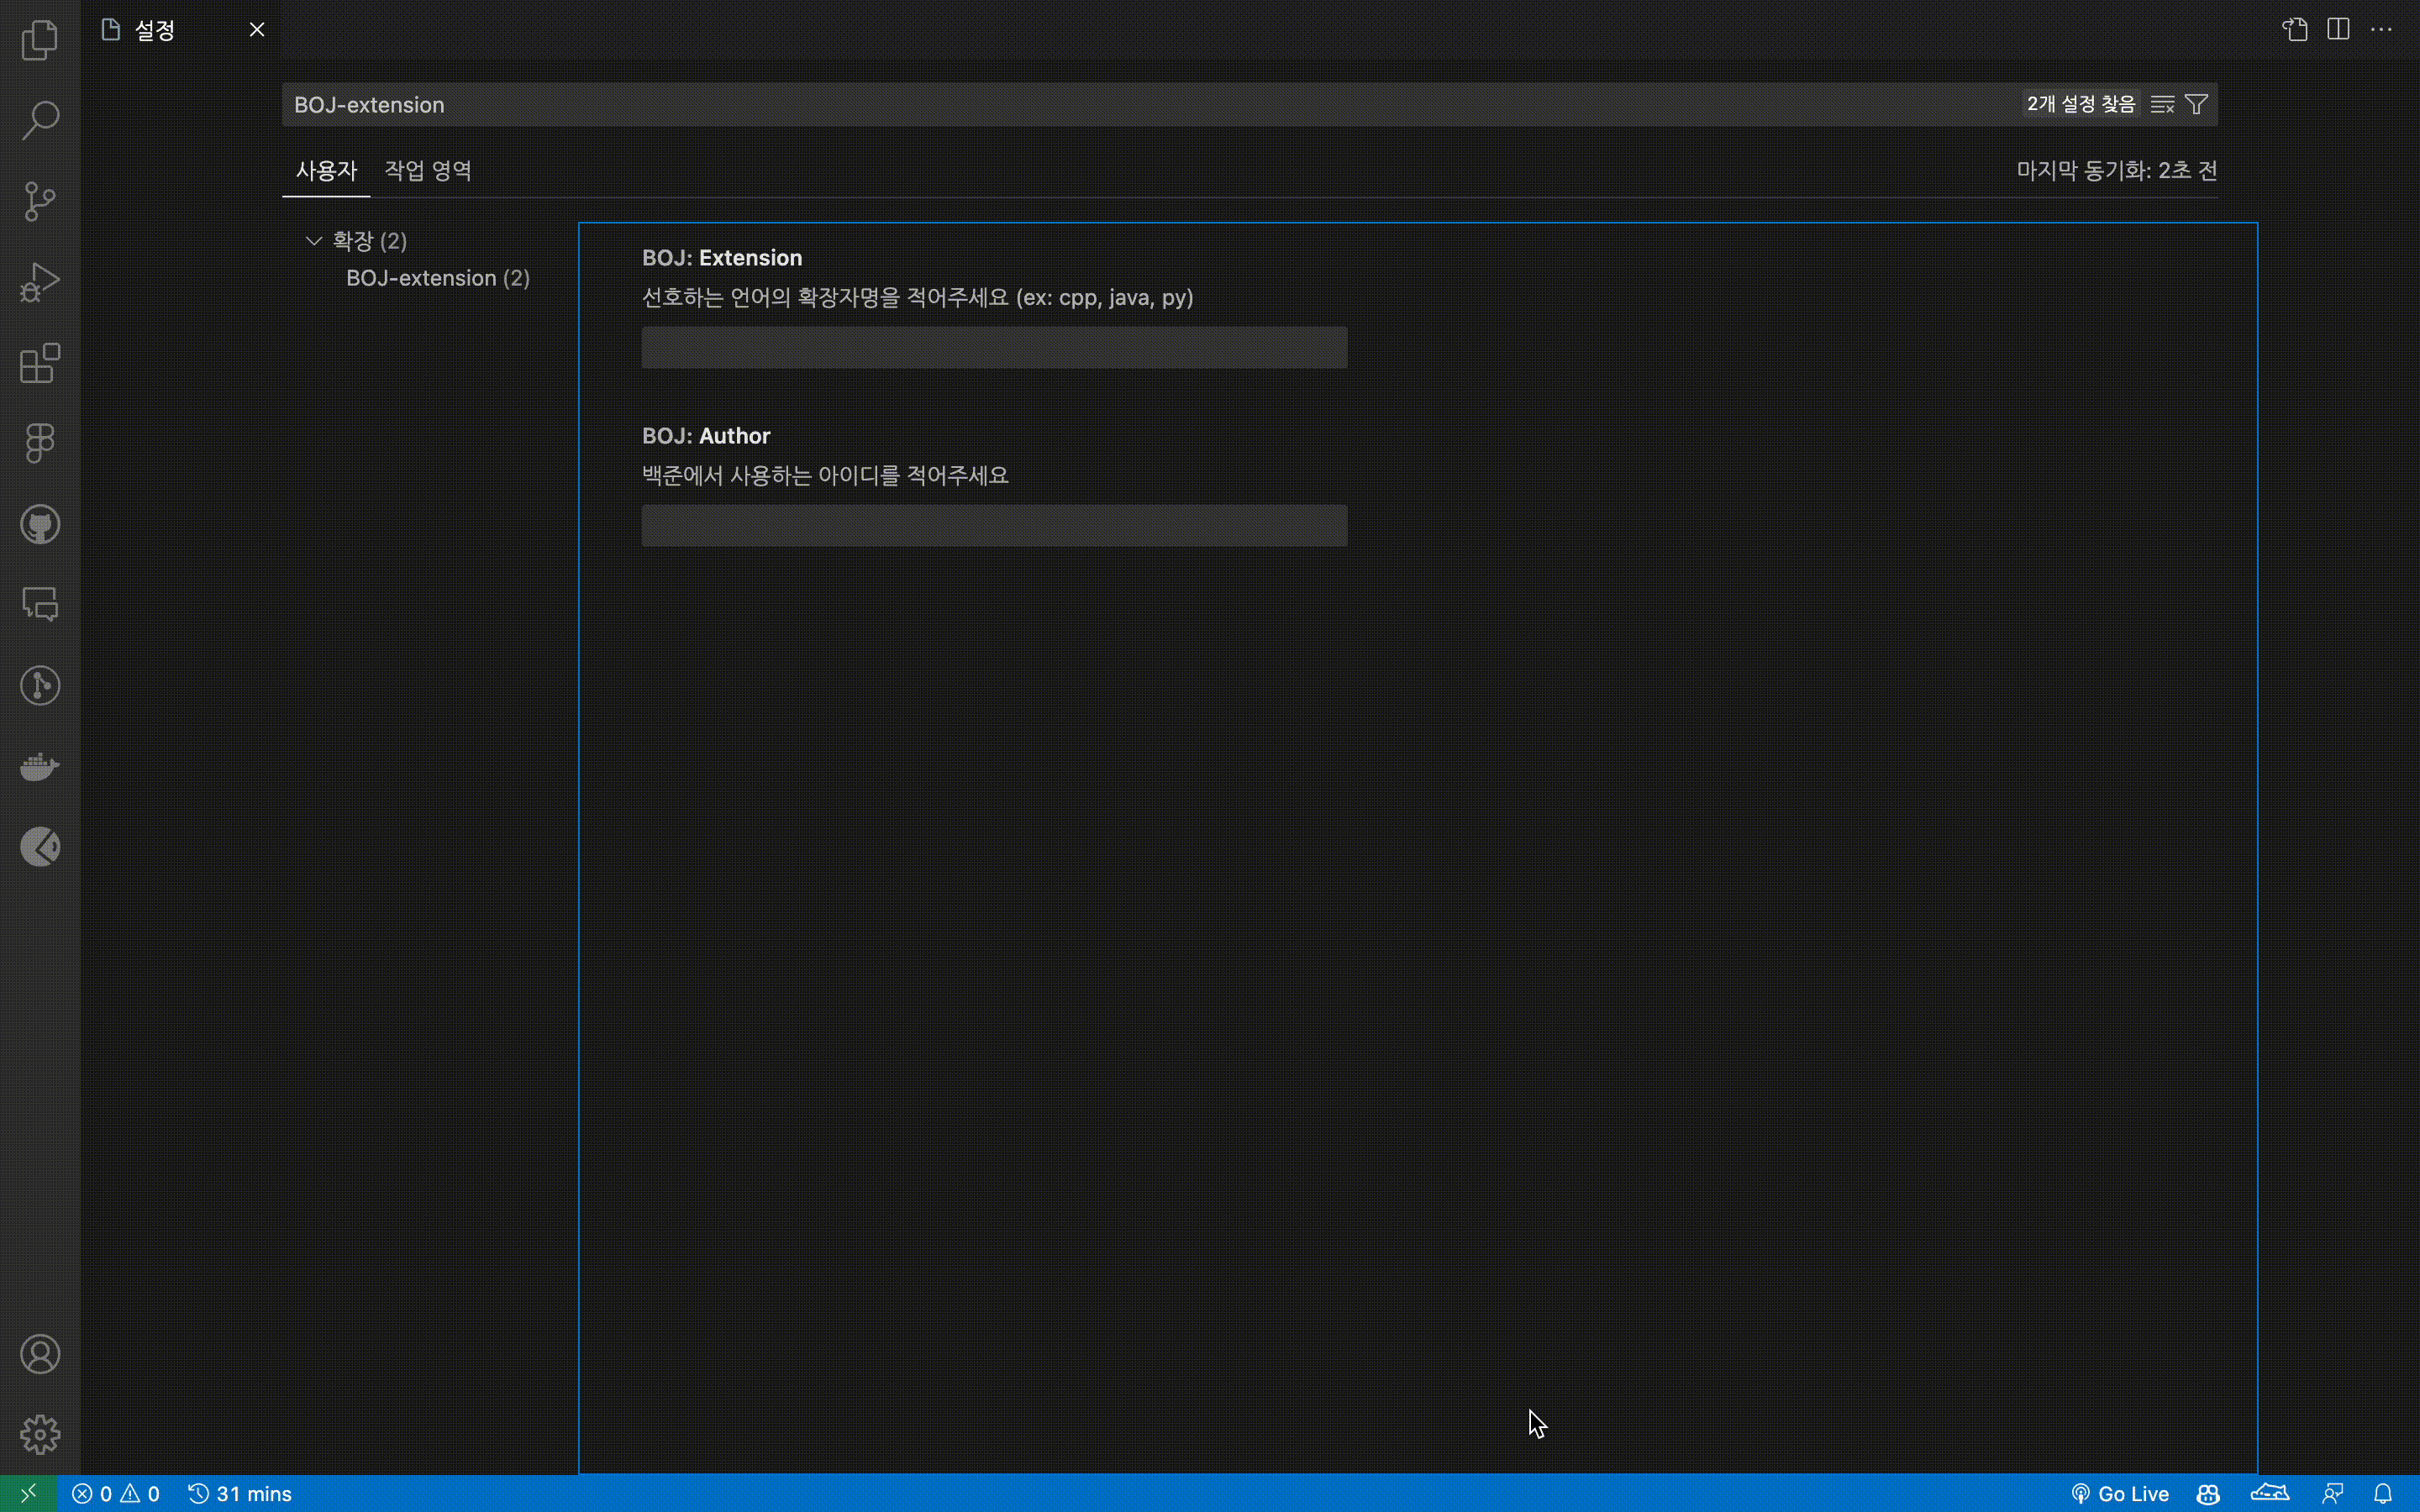 설정
BOJ-extension
2개 설정 찾음
사용자 작업 영역
마지막 동기화: 2초 전
확장 (2)
BOJ-extension (2)
BOJ: Extension
선호하는 언어의 확장자명을 적어주세요 (ex: cpp, java, py)
BOJ: Author
백준에서 사용하는 아이디를 적어주세요
0 0 31 mins
Go Live